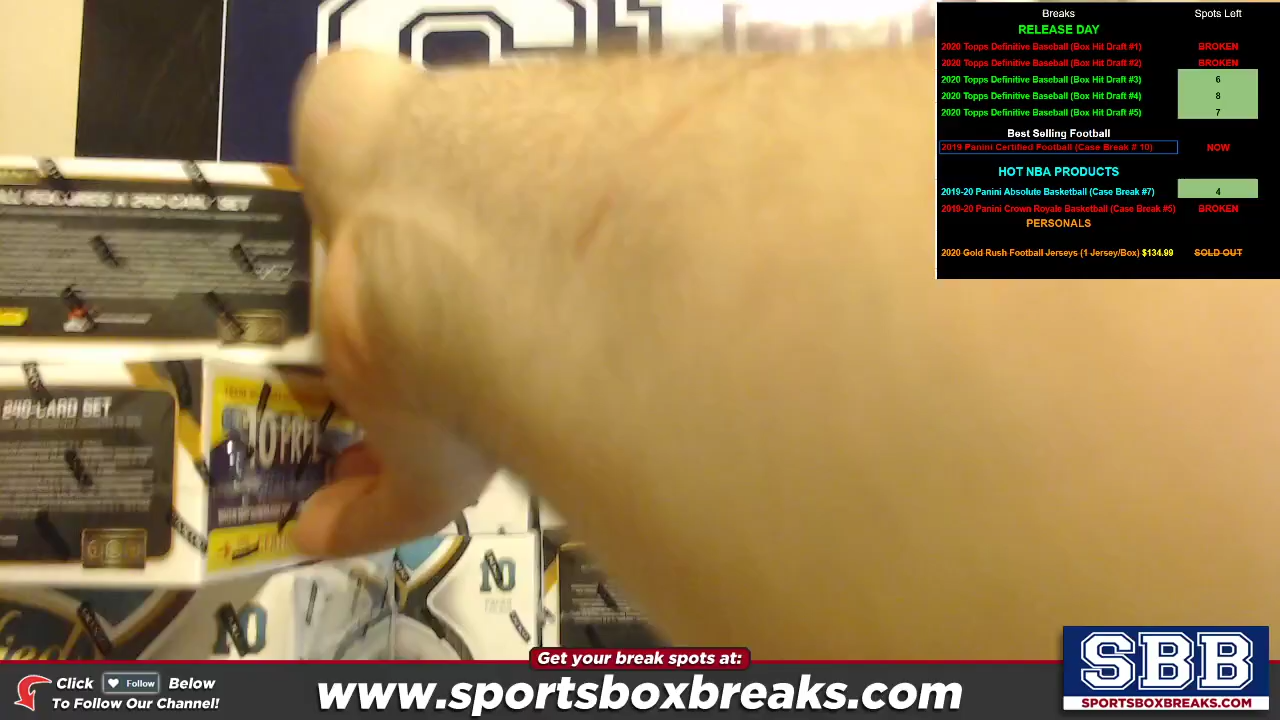 Breaks Spots Left
RELEASE DAY
2020 Topps Definitive Baseball (Box Hit Draft #1) BROKEN
2020 Topps Definitive Baseball (Box Hit Draft #2) BROKEN
2020 Topps Definitive Baseball (Box Hit Draft #3) 6
2020 Topps Definitive Baseball (Box Hit Draft #4) 8
2020 Topps Definitive Baseball (Box Hit Draft #5) 7
Best Selling Football
2019 Panini Certified Football (Case Break # 10) NOW
HOT NBA PRODUCTS
2019-20 Panini Absolute Basketball (Case Break #7) 4
2019-20 Panini Crown Royale Basketball (Case Break #5) BROKEN
PERSONALS
2020 Gold Rush Football Jerseys (1 Jersey/Box) $134.99 SOLD OUT
SET
240-CARD SET
10
10
10
Get your break spots at:
www.sportsboxbreaks.com
Click Follow Below
To Follow Our Channel!
SBB
SPORTSBOXBREAKS.COM